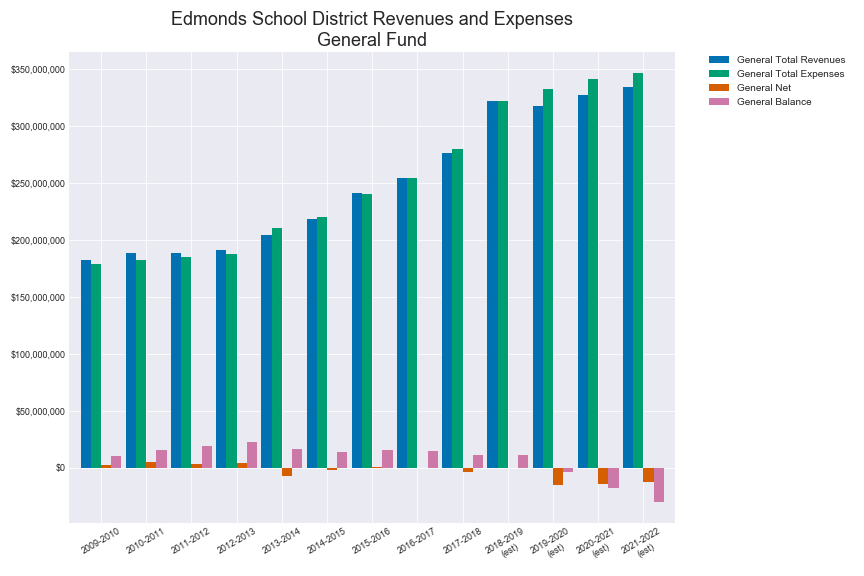 Edmonds School District Revenues and Expenses
General Fund
General Total Revenues
General Total Expenses
General Net
General Balance
$350,000,000
$300,000,000
$250,000,000
$200,000,000
$150,000,000
$100,000,000
$50,000,000
$0
2009-2010
2010-2011
2011-2012
2012-2013
2013-2014
2014-2015
2015-2016
2016-2017
2017-2018
2018-2019
(est)
2019-2020
(est)
2020-2021
(est)
2021-2022
(est)